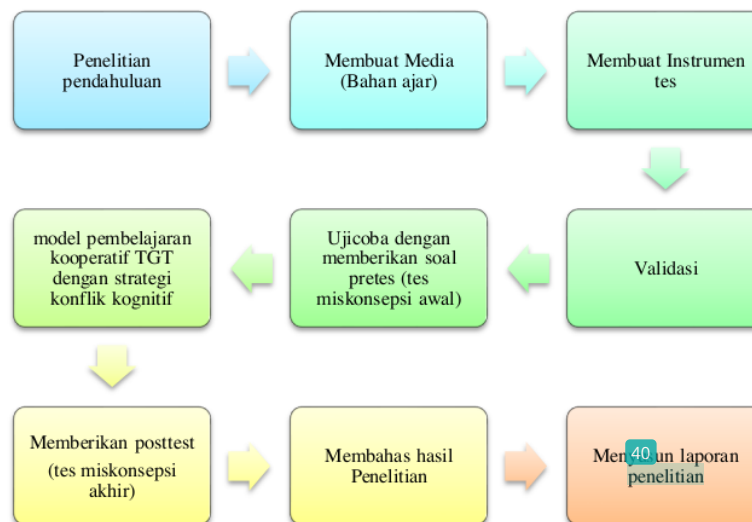 Penelitian
pendahuluan
Membuat Media
(Bahan ajar)
Membuat Instrumen
tes
Validasi
Ujicoba dengan
memberikan soal
pretes (tes
miskonsepsi awal)
model pembelajaran
kooperatif TGT
dengan strategi
konflik kognitif
Memberikan posttest
(tes miskonsepsi
akhir)
Membahas hasil
Penelitian
40
laporan
penelitian